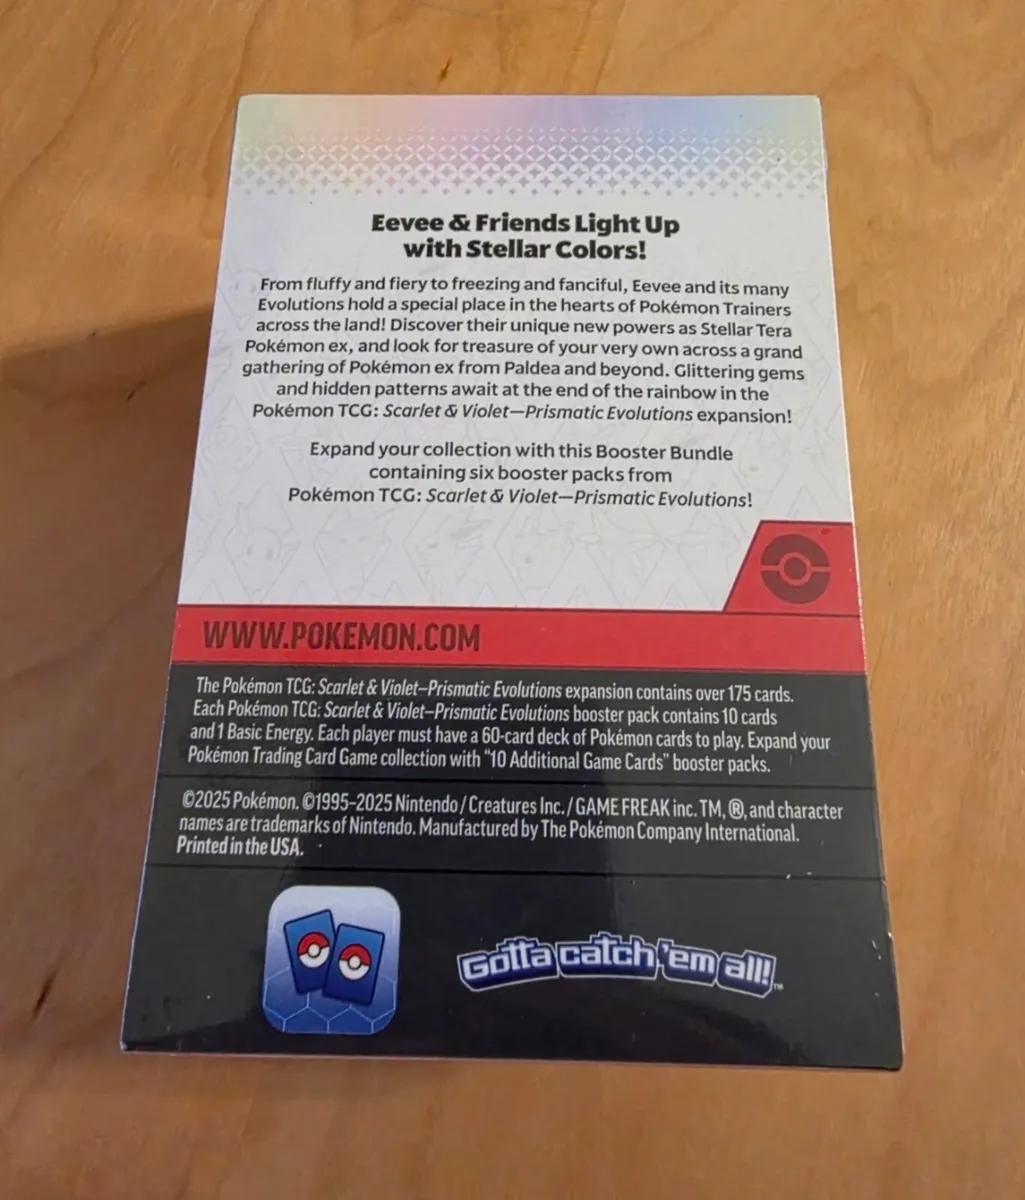 Eevee & Friends Light Up
with Stellar Colors!
From fluffy and fiery to freezing and fanciful, Eevee and its many
Evolutions hold a special place in the hearts of Pokémon Trainers
across the land! Discover their unique new powers as Stellar Tera
Pokémon ex, and look for treasure of your very own across a grand
gathering of Pokémon ex from Paldea and beyond. Glittering gems
and hidden patterns await at the end of the rainbow in the
Pokémon TCG: Scarlet & Violet—Prismatic Evolutions expansion!
Expand your collection with this Booster Bundle
containing six booster packs from
Pokémon TCG: Scarlet & Violet—Prismatic Evolutions!
WWW.POKEMON.COM
The Pokémon TCG: Scarlet & Violet—Prismatic Evolutions expansion contains over 175 cards.
Each Pokémon TCG: Scarlet & Violet—Prismatic Evolutions booster pack contains 10 cards
and 1 Basic Energy. Each player must have a 60-card deck of Pokémon cards to play. Expand your
Pokémon Trading Card Game collection with "10 Additional Game Cards" booster packs.
©2025 Pokémon. ©1995–2025 Nintendo / Creatures Inc. / GAME FREAK inc. TM, ®, and character
names are trademarks of Nintendo. Manufactured by The Pokémon Company International.
Printed in the USA.
Gotta catch 'em all!™